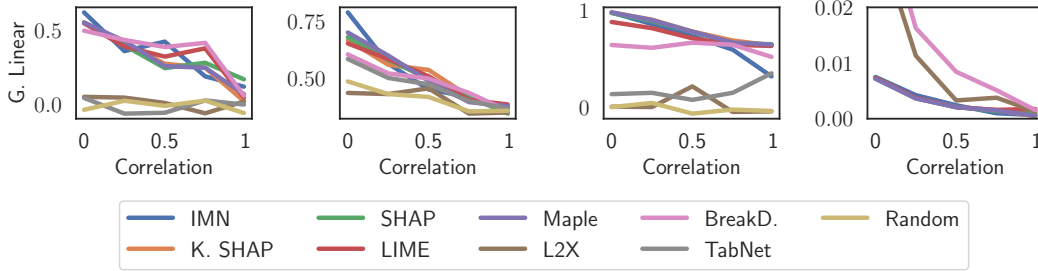 G. Linear
0.5
0.0
0 0.5 1
Correlation
0.75
0.50
0 0.5 1
Correlation
1
0
0 0.5 1
Correlation
0.02
0.01
0.00
0 0.5 1
Correlation
IMN SHAP Maple BreakD. Random
K. SHAP LIME L2X TabNet